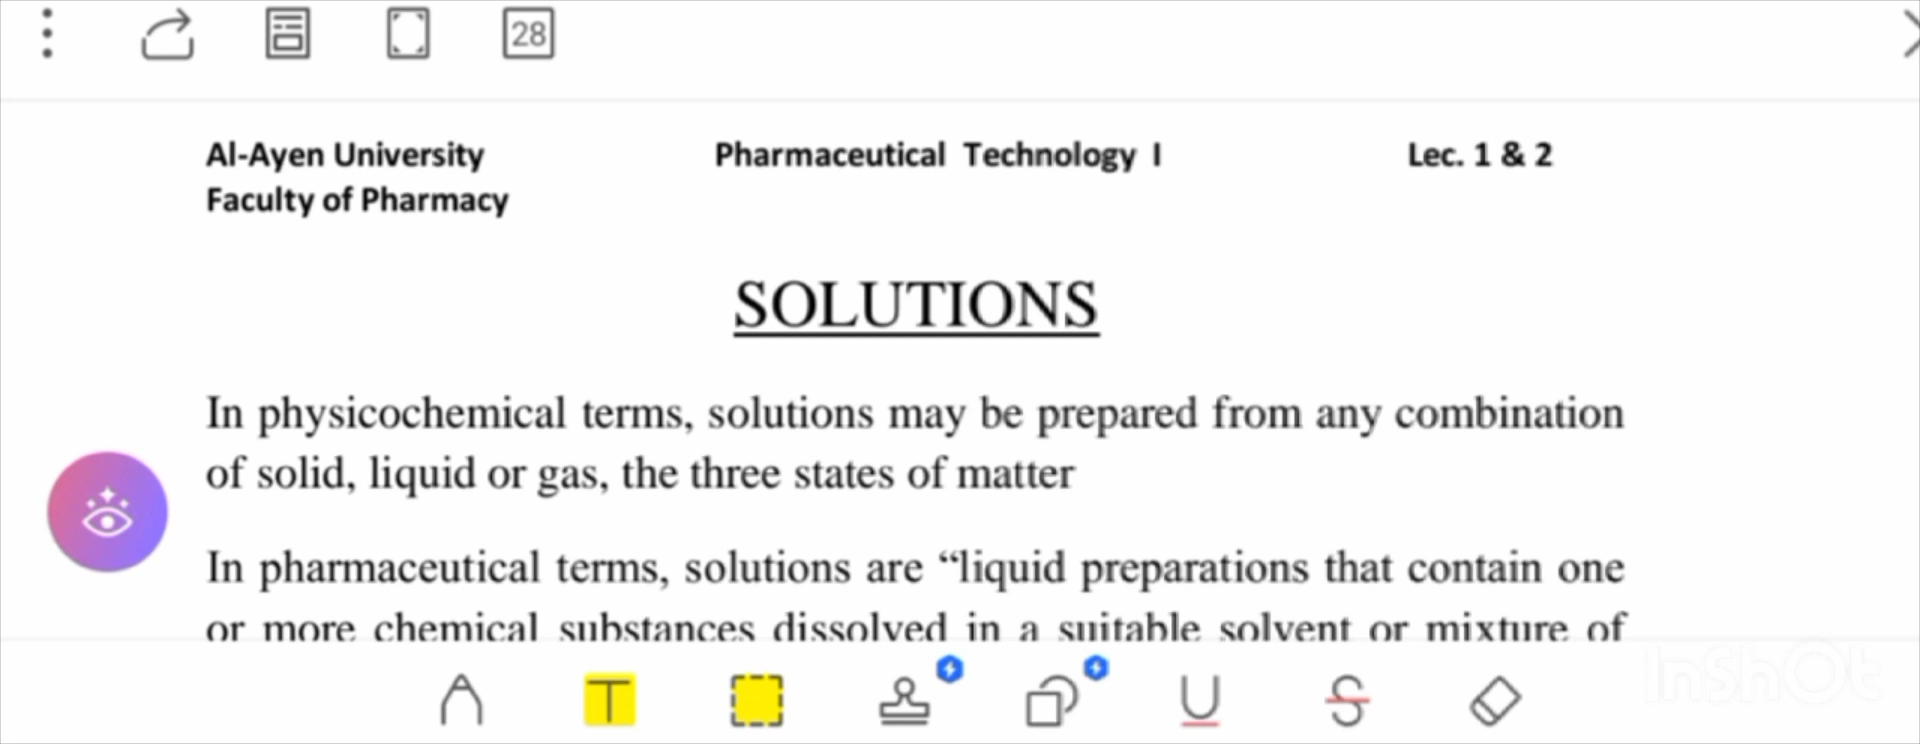 28
Al-Ayen University Pharmaceutical Technology I Lec. 1 & 2
Faculty of Pharmacy
SOLUTIONS
In physicochemical terms, solutions may be prepared from any combination
of solid, liquid or gas, the three states of matter
In pharmaceutical terms, solutions are “liquid preparations that contain one
or more chemical substances dissolved in a suitable solvent or mixture of
T
U
S
InShOt